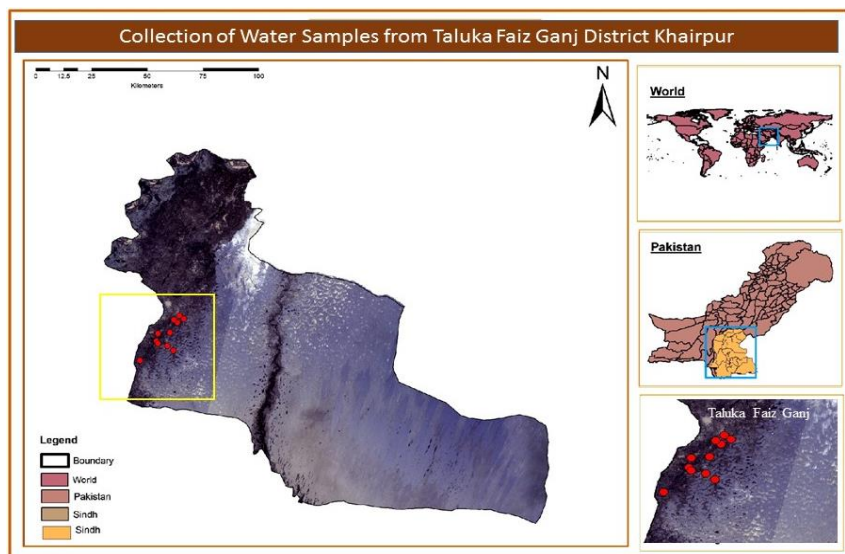 Collection of Water Samples from Taluka Faiz Ganj District Khairpur
0 12.5 25 50 75 100
Kilometers
N
World
Pakistan
Taluka Faiz Ganj
Legend
Boundary
World
Pakistan
Sindh
Sindh